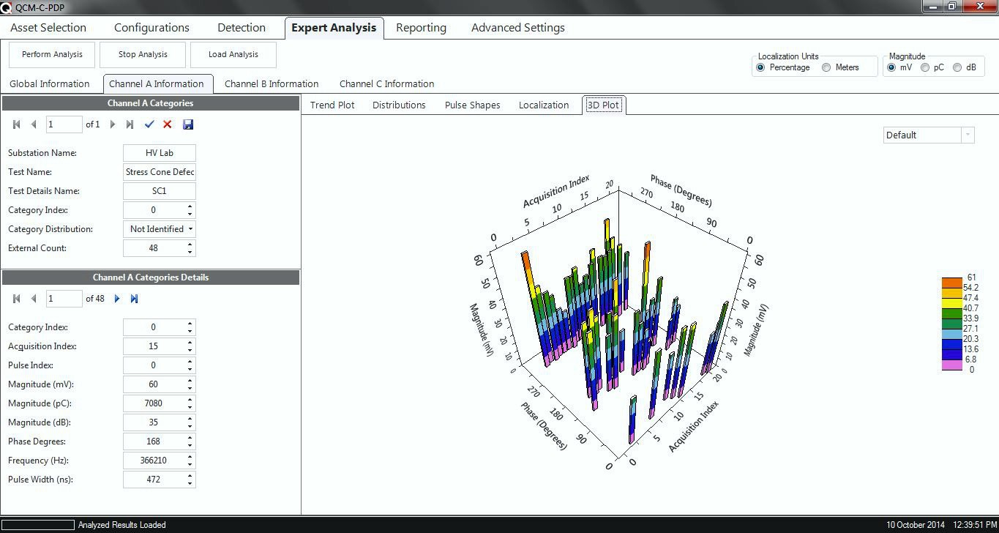 QCM-C-PDP
Asset Selection Configurations Detection Expert Analysis Reporting Advanced Settings
Perform Analysis Stop Analysis Load Analysis
Localization Units
Percentage Meters
Magnitude
mV pC dB
Global Information Channel A Information Channel B Information Channel C Information
Channel A Categories
1 of 1
Substation Name: HV Lab
Test Name: Stress Cone Defec
Test Details Name: SC1
Category Index: 0
Category Distribution: Not Identified
External Count: 48
Channel A Categories Details
1 of 48
Category Index: 0
Acquisition Index: 15
Pulse Index: 0
Magnitude (mV): 60
Magnitude (pC): 7080
Magnitude (dB): 35
Phase Degrees: 168
Frequency (Hz): 366210
Pulse Width (ns): 472
Trend Plot Distributions Pulse Shapes Localization 3D Plot
Default
Acquisition Index
0 5 10 15 20
Phase (Degrees)
270 180 90 0
60 50 40 30 20 10 0
Magnitude (mV)
60 50 40 30 20 10 0
Magnitude (mV)
270 180 90 0
Phase (Degrees)
0 5 10 15 20
Acquisition Index
61
54.2
47.4
40.7
33.9
27.1
20.3
13.6
6.8
0
Analyzed Results Loaded 10 October 2014 12:39:51 PM